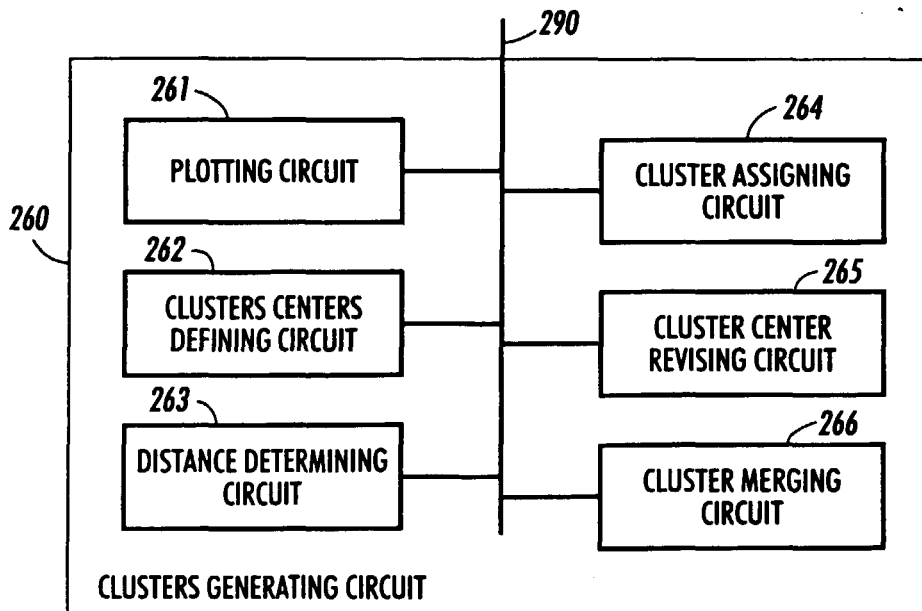 290
261
PLOTTING CIRCUIT
264
CLUSTER ASSIGNING
CIRCUIT
260
262
CLUSTERS CENTERS
DEFINING CIRCUIT
265
CLUSTER CENTER
REVISING CIRCUIT
263
DISTANCE DETERMINING
CIRCUIT
266
CLUSTER MERGING
CIRCUIT
CLUSTERS GENERATING CIRCUIT